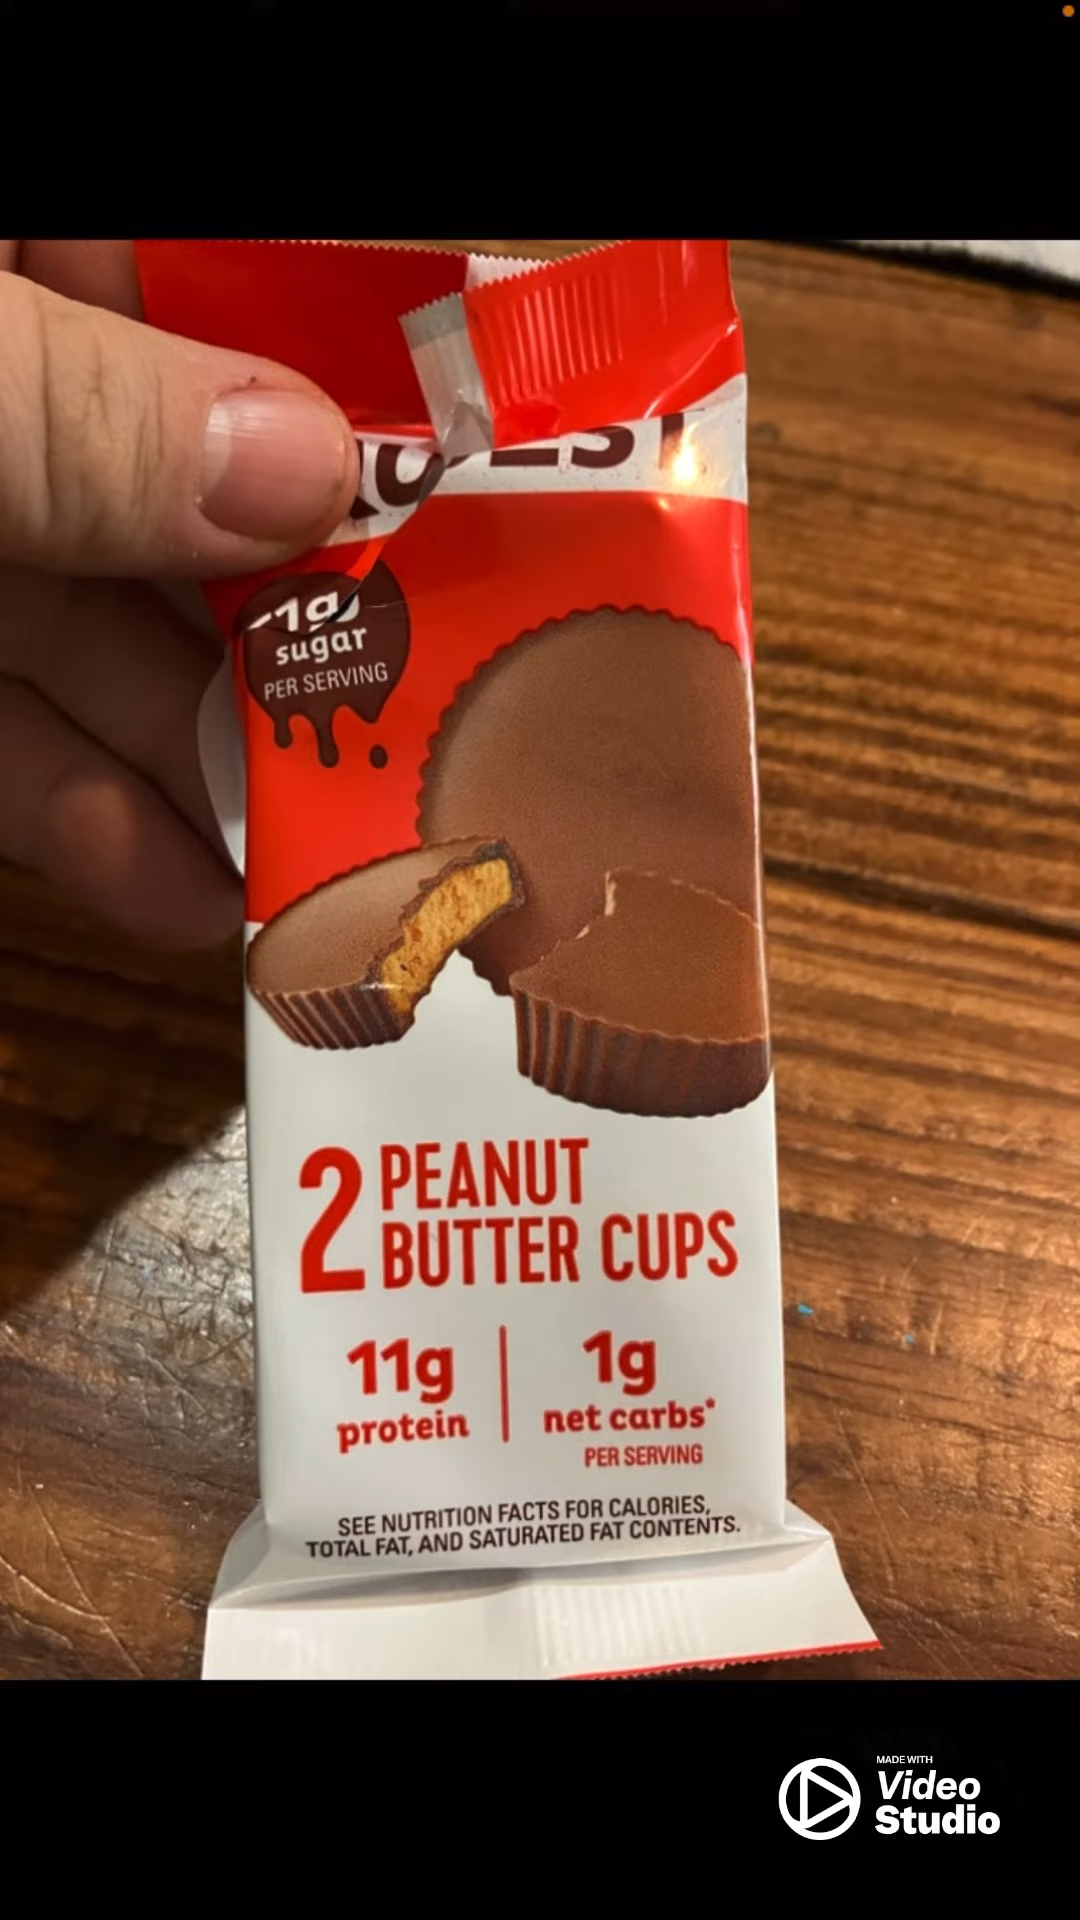 1g
sugar
PER SERVING
2 PEANUT
BUTTER CUPS
11g
protein
1g
net carbs*
PER SERVING
SEE NUTRITION FACTS FOR CALORIES,
TOTAL FAT, AND SATURATED FAT CONTENTS.
MADE WITH
Video
Studio